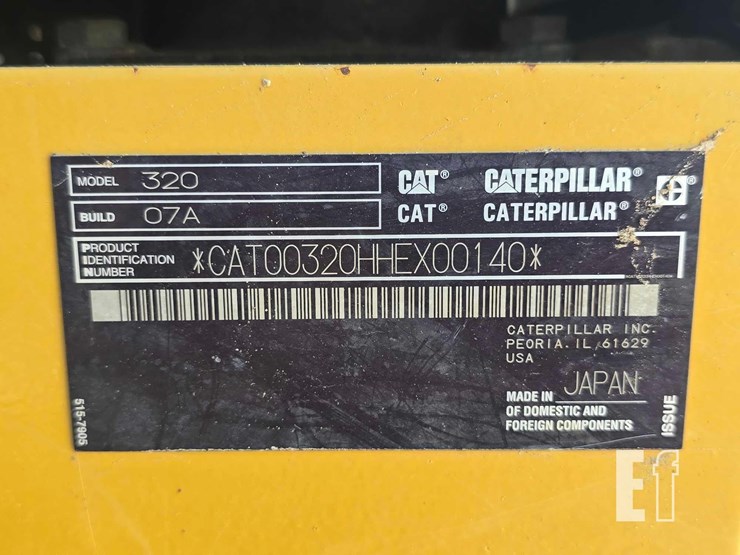 MODEL 320 CAT® CATERPILLAR® ®
BUILD 07A CAT® CATERPILLAR®
PRODUCT
IDENTIFICATION
NUMBER
*CAT00320HHEX00140*
CATERPILLAR INC.
PEORIA. IL, 61629
USA
MADE IN JAPAN
OF DOMESTIC AND
FOREIGN COMPONENTS
515-7905
ISSUE
Ef